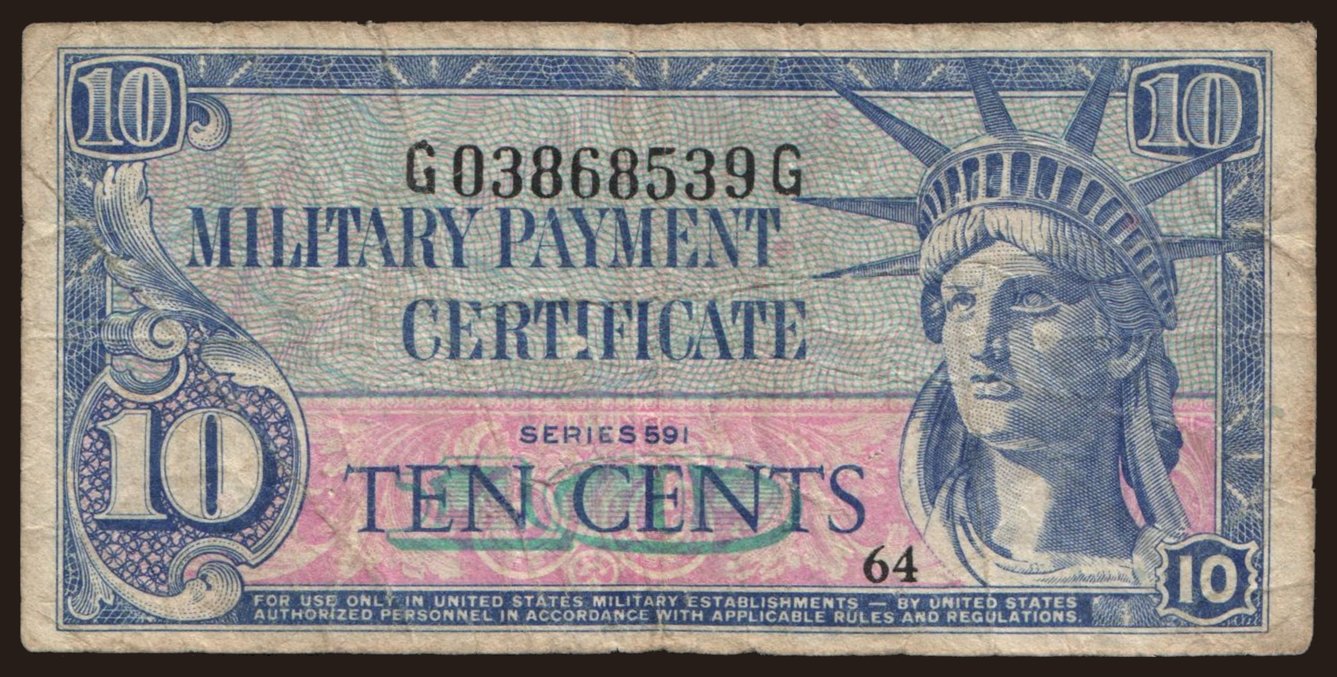 10 10
G03868539G
MILITARY PAYMENT
CERTIFICATE
SERIES 591
10 TEN CENTS
64
10
FOR USE ONLY IN UNITED STATES MILITARY ESTABLISHMENTS — BY UNITED STATES
AUTHORIZED PERSONNEL IN ACCORDANCE WITH APPLICABLE RULES AND REGULATIONS.